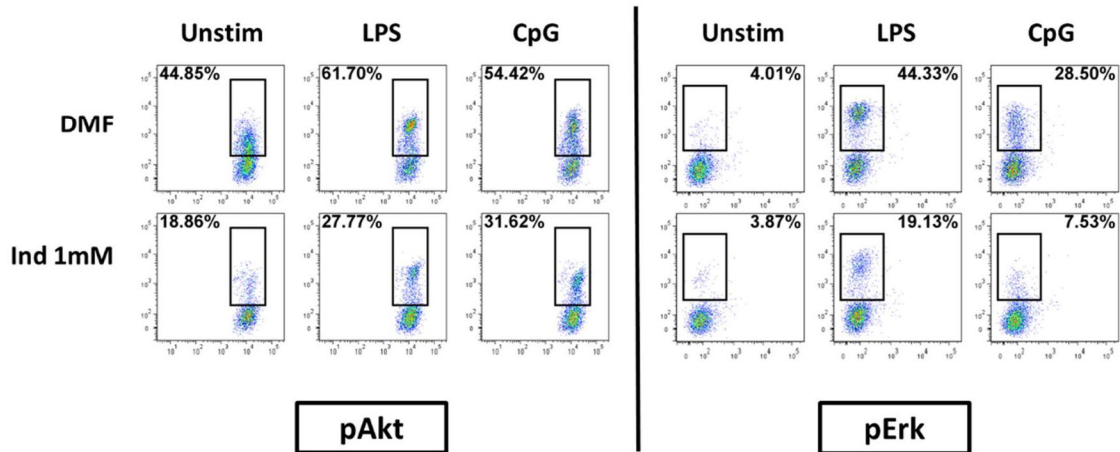 Unstim LPS CpG Unstim LPS CpG
DMF 44.85% 61.70% 54.42% 4.01% 44.33% 28.50%
Ind 1mM 18.86% 27.77% 31.62% 3.87% 19.13% 7.53%
pAkt pErk